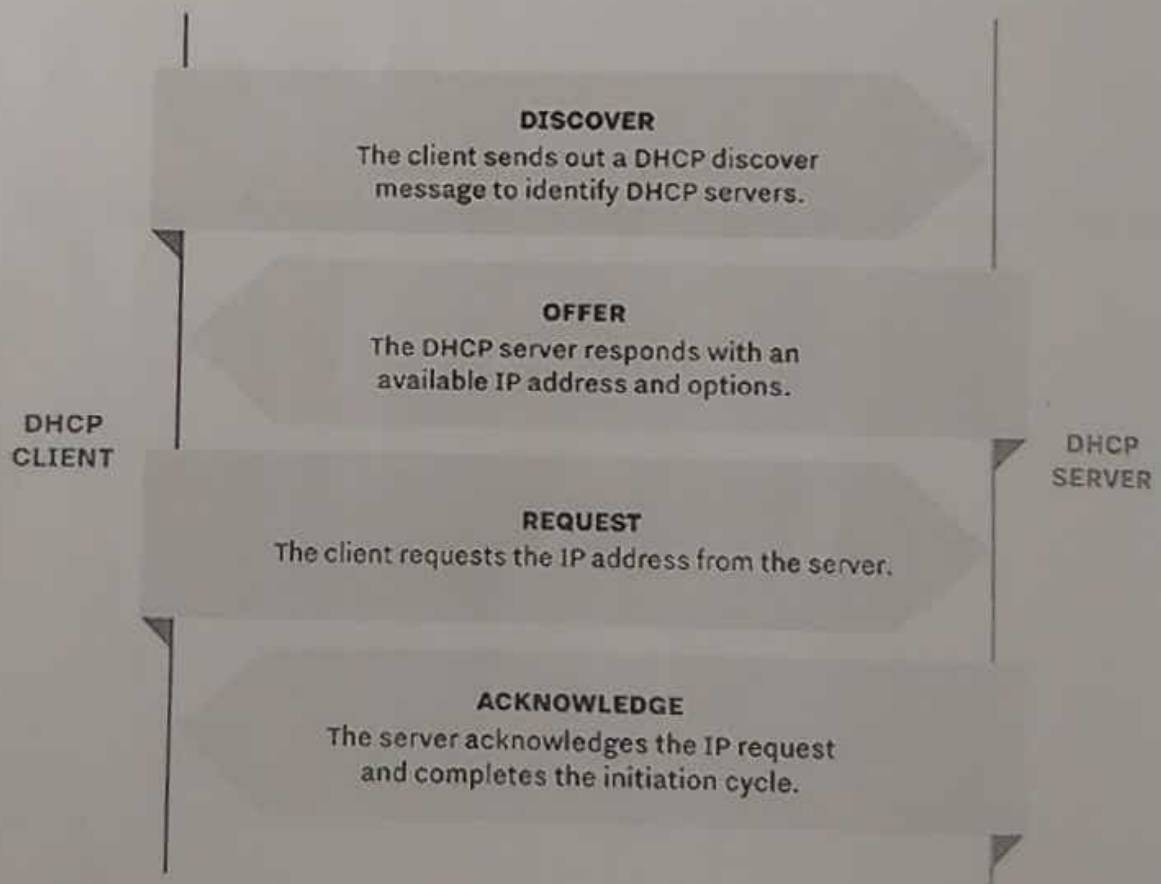 DISCOVER
The client sends out a DHCP discover
message to identify DHCP servers.
OFFER
The DHCP server responds with an
available IP address and options.
DHCP
CLIENT
DHCP
SERVER
REQUEST
The client requests the IP address from the server.
ACKNOWLEDGE
The server acknowledges the IP request
and completes the initiation cycle.